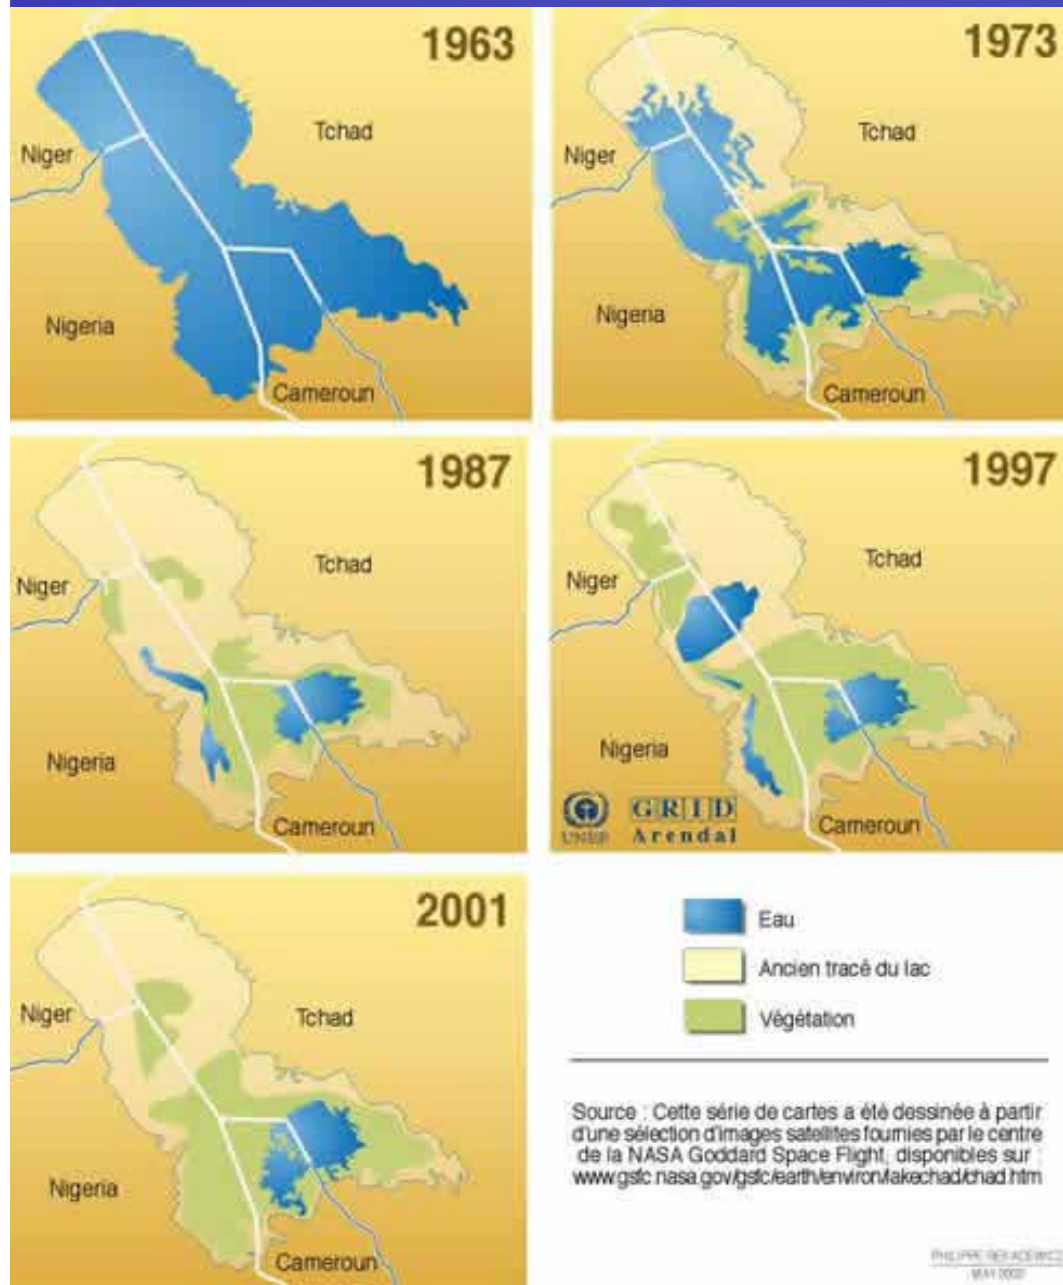 1963
Tchad
Niger
Nigeria
Cameroun
1973
Tchad
Niger
Nigeria
Cameroun
1987
Tchad
Niger
Nigeria
Cameroun
1997
Tchad
Niger
Nigeria
Cameroun
UNEP
GRID
Arendal
2001
Niger
Tchad
Nigeria
Cameroun
Eau
Ancien tracé du lac
Végétation
Source : Cette série de cartes a été dessinée à partir
d'une sélection d'images satellites fournies par le centre
de la NASA Goddard Space Flight, disponibles sur :
www.gsfc.nasa.gov/gsfc/earth/environ/lakechad/chad.htm
PHILIPPE REKACEWICZ